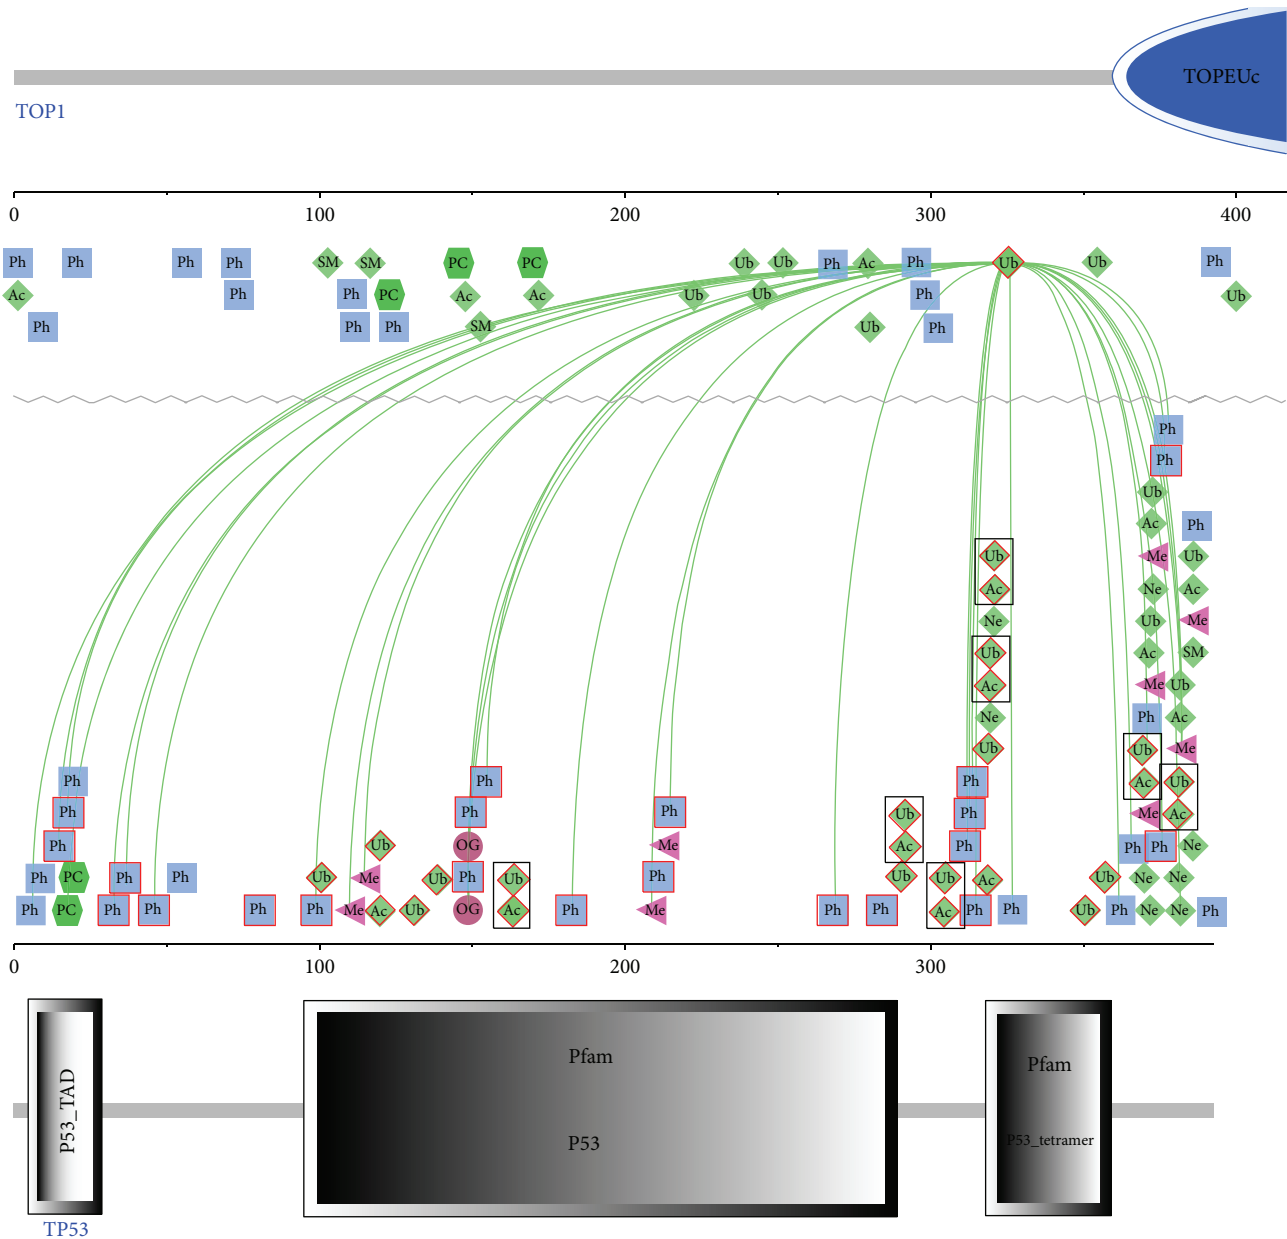 TOPEUc
TOP1
0 100 200 300 400
Ph Ph Ph Ph SM SM PC PC Ub Ub Ph Ac Ph Ub Ub Ph
Ac Ph Ph PC Ac Ac Ub Ub Ph Ub
Ph Ph Ph SM Ub Ph
Ph
Ph
Ub
Ac Ph
Ub Me Ub
Ac Ne Ac
Ne Ub Me
Ub Ac SM
Ac Me Ub
Ne Ph Ac
Ub Ub Me
Ph Ph Ph Ac Ub
Ph Ph Ph Ub Ph Me Ac
Ph Ub OG Me Ac Ph Ph Ph Ne
Ph PC Ph Ph Ub Me Ub Ph Ub Ph Ub Ub Ac Ub Ne Ne
Ph PC Ph Ph Ph Ph Me Ac Ub OG Ac Ph Me Ph Ph Ac Ph Ph Ub Ph Ne Ne Ph
0 100 200 300
P53_TAD
Pfam
P53
Pfam
P53_tetramer
TP53